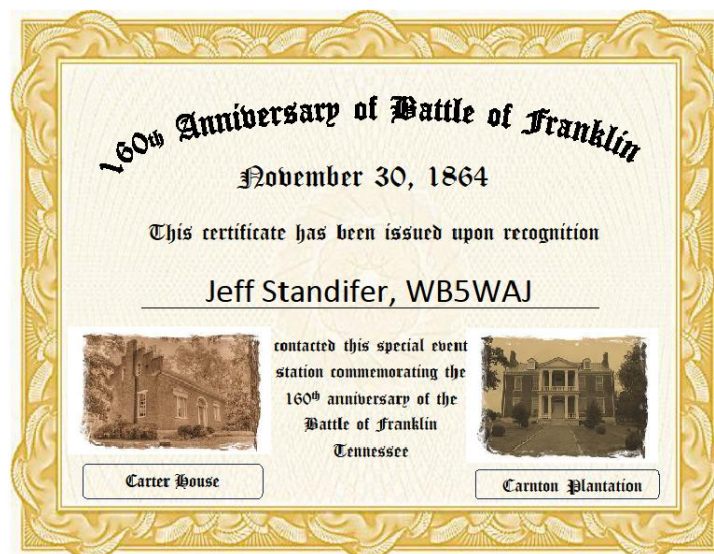 160th Anniversary of Battle of Franklin
November 30, 1864
This certificate has been issued upon recognition
Jeff Standifer, WB5WAJ
contacted this special event
station commemorating the
160th anniversary of the
Battle of Franklin
Tennessee
Carter House
Carnton Plantation